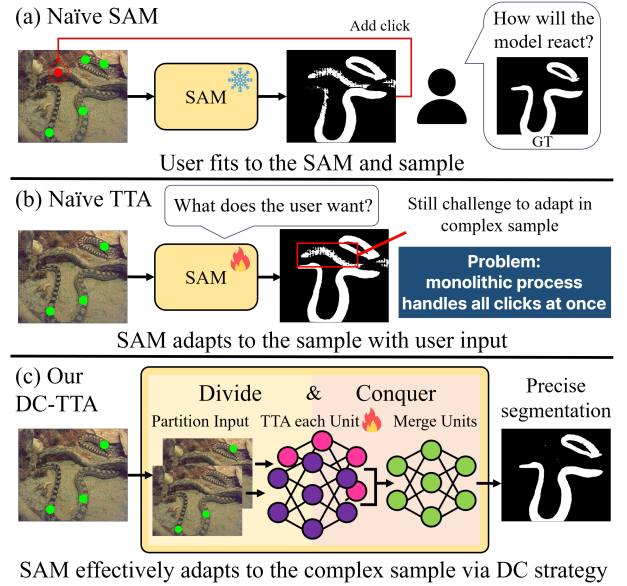 (a) Naïve SAM
Add click
How will the
model react?
SAM
GT
User fits to the SAM and sample
(b) Naïve TTA
What does the user want?
Still challenge to adapt in
complex sample
SAM
Problem:
monolithic process
handles all clicks at once
SAM adapts to the sample with user input
(c) Our
DC-TTA
Divide & Conquer
Partition Input TTA each Unit Merge Units
Precise
segmentation
SAM effectively adapts to the complex sample via DC strategy